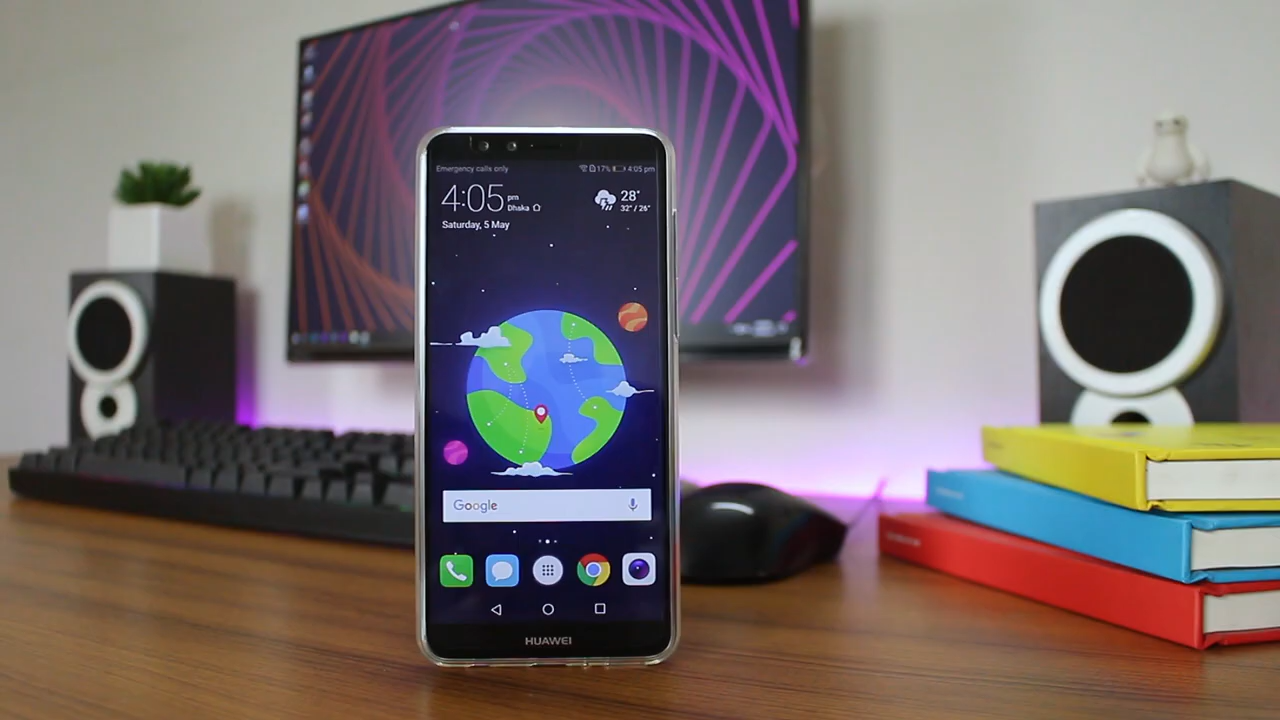 Emergency calls only
17% 4:05 pm
4:05 pm
Dhaka
28°
32° / 26°
Saturday, 5 May
Google
HUAWEI